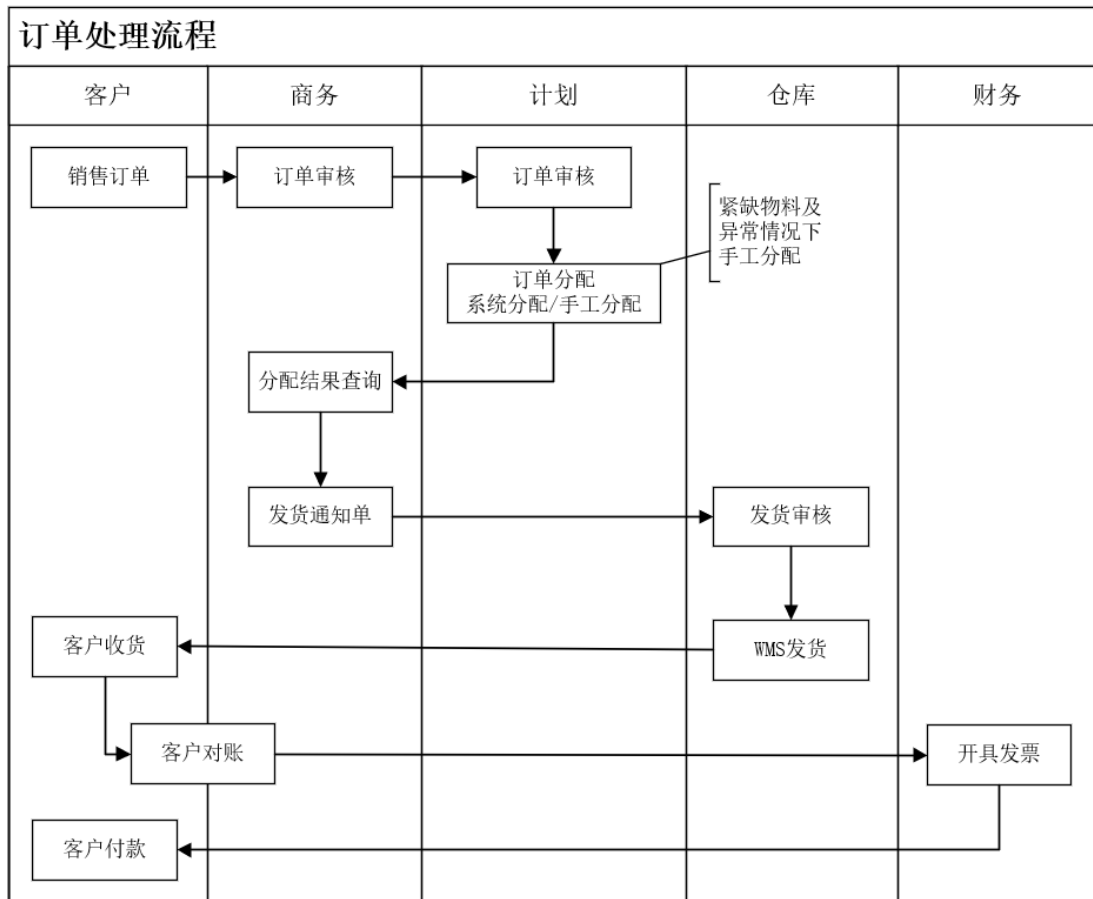 订单处理流程
客户
商务
计划
仓库
财务
销售订单
订单审核
订单审核
紧缺物料及
异常情况下
手工分配
订单分配
系统分配/手工分配
分配结果查询
发货通知单
发货审核
客户收货
WMS发货
客户对账
开具发票
客户付款